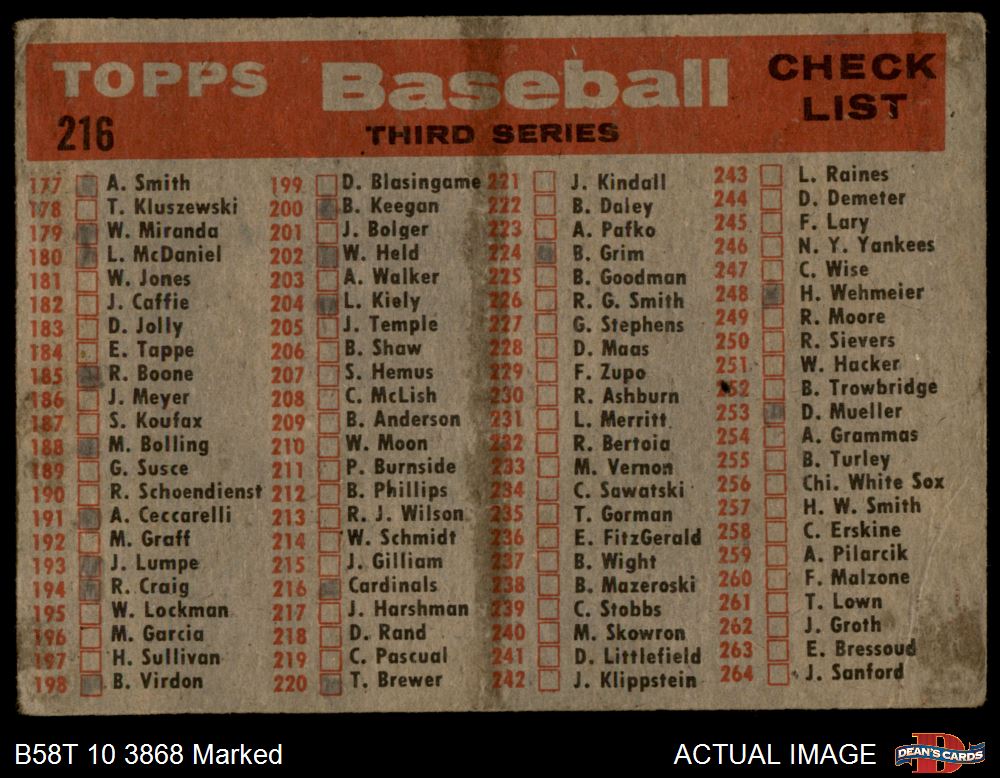 TOPPS Baseball CHECK LIST
216 THIRD SERIES
177 A. Smith
178 T. Kluszewski
179 W. Miranda
180 L. McDaniel
181 W. Jones
182 J. Caffie
183 D. Jolly
184 E. Tappe
185 R. Boone
186 J. Meyer
187 S. Koufax
188 M. Bolling
189 G. Susce
190 R. Schoendienst
191 A. Ceccarelli
192 M. Graff
193 J. Lumpe
194 R. Craig
195 W. Lockman
196 M. Garcia
197 H. Sullivan
198 B. Virdon
199 D. Blasingame
200 B. Keegan
201 J. Bolger
202 W. Held
203 A. Walker
204 L. Kiely
205 J. Temple
206 B. Shaw
207 S. Hemus
208 C. McLish
209 B. Anderson
210 W. Moon
211 P. Burnside
212 B. Phillips
213 R. J. Wilson
214 W. Schmidt
215 J. Gilliam
216 Cardinals
217 J. Harshman
218 D. Rand
219 C. Pascual
220 T. Brewer
221 J. Kindall
222 B. Daley
223 A. Pafko
224 B. Grim
225 B. Goodman
226 R. G. Smith
227 G. Stephens
228 D. Maas
229 F. Zupo
230 R. Ashburn
231 L. Merritt
232 R. Bertoia
233 M. Vernon
234 C. Sawatski
235 T. Gorman
236 E. FitzGerald
237 B. Wight
238 B. Mazeroski
239 C. Stobbs
240 M. Skowron
241 D. Littlefield
242 J. Klippstein
243 L. Raines
244 D. Demeter
245 F. Lary
246 N. Y. Yankees
247 C. Wise
248 H. Wehmeier
249 R. Moore
250 R. Sievers
251 W. Hacker
252 B. Trowbridge
253 D. Mueller
254 A. Grammas
255 B. Turley
256 Chi. White Sox
257 H. W. Smith
258 C. Erskine
259 A. Pilarcik
260 F. Malzone
261 T. Lown
262 J. Groth
263 E. Bressoud
264 J. Sanford
B58T 10 3868 Marked
ACTUAL IMAGE
DEAN'S CARDS